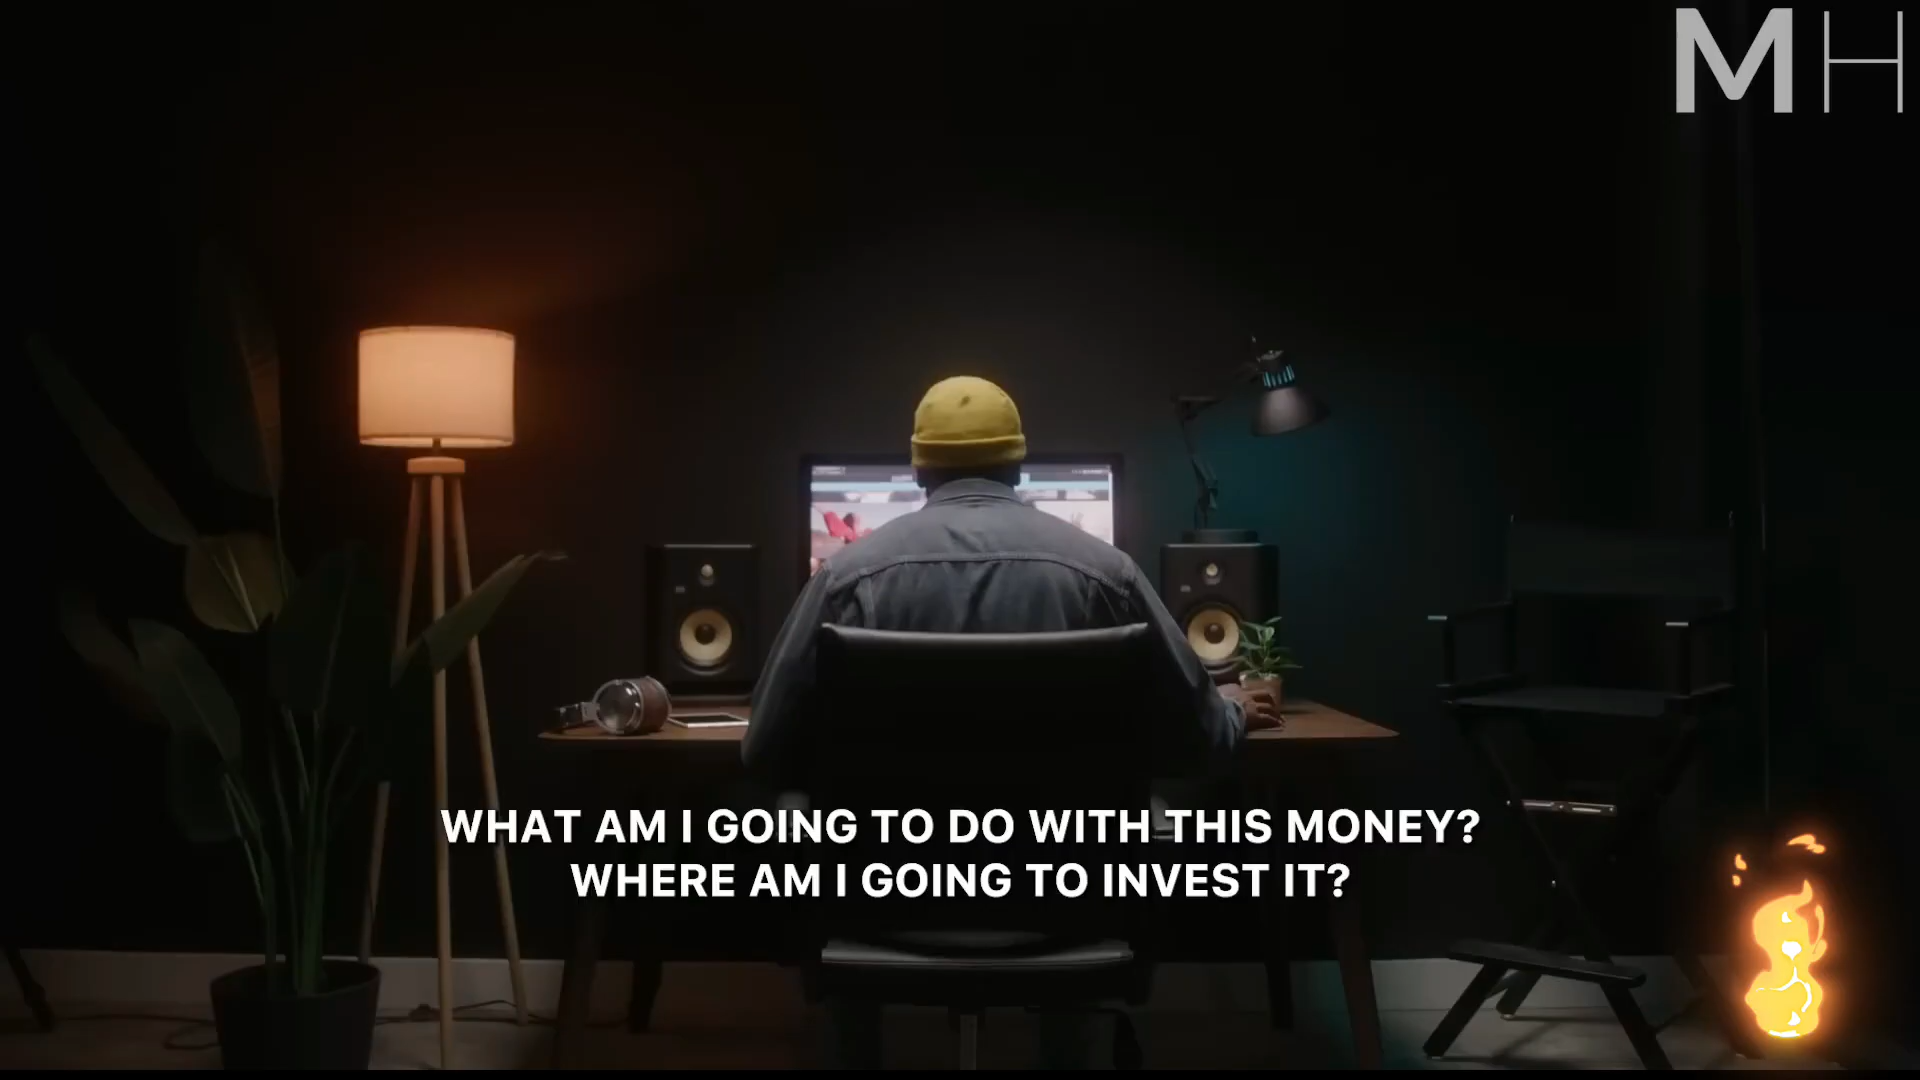 MH
WHAT AM I GOING TO DO WITH THIS MONEY?
WHERE AM I GOING TO INVEST IT?